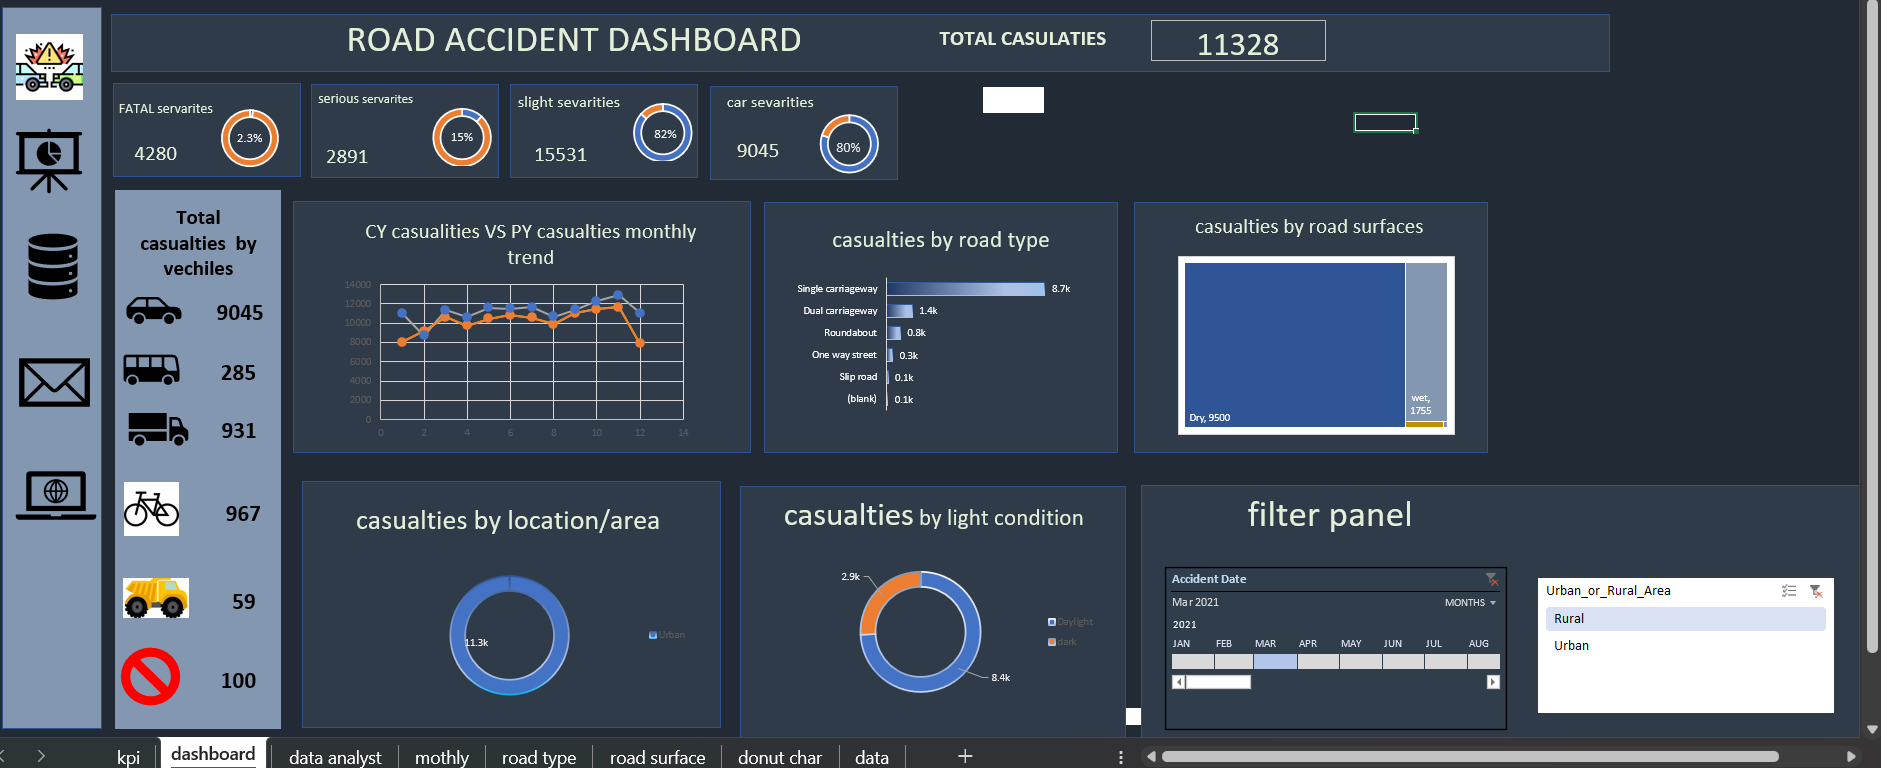 ROAD ACCIDENT DASHBOARD
TOTAL CASULATIES
11328
FATAL servarites
4280
2.3%
serious servarites
2891
15%
slight sevarities
15531
82%
car sevarities
9045
80%
Total
casualties by
vechiles
9045
285
931
967
59
100
CY casualities VS PY casualties monthly
trend
14000
12000
10000
8000
6000
4000
2000
0
0 2 4 6 8 10 12 14
casualties by road type
Single carriageway 8.7k
Dual carriageway 1.4k
Roundabout 0.8k
One way street 0.3k
Slip road 0.1k
(blank) 0.1k
casualties by road surfaces
Dry, 9500
wet,
1755
casualties by location/area
11.3k
Urban
casualties by light condition
2.9k
8.4k
Daylight
dark
filter panel
Accident Date
Mar 2021
MONTHS
2021
JAN FEB MAR APR MAY JUN JUL AUG
Urban_or_Rural_Area
Rural
Urban
kpi dashboard data analyst mothly road type road surface donut char data